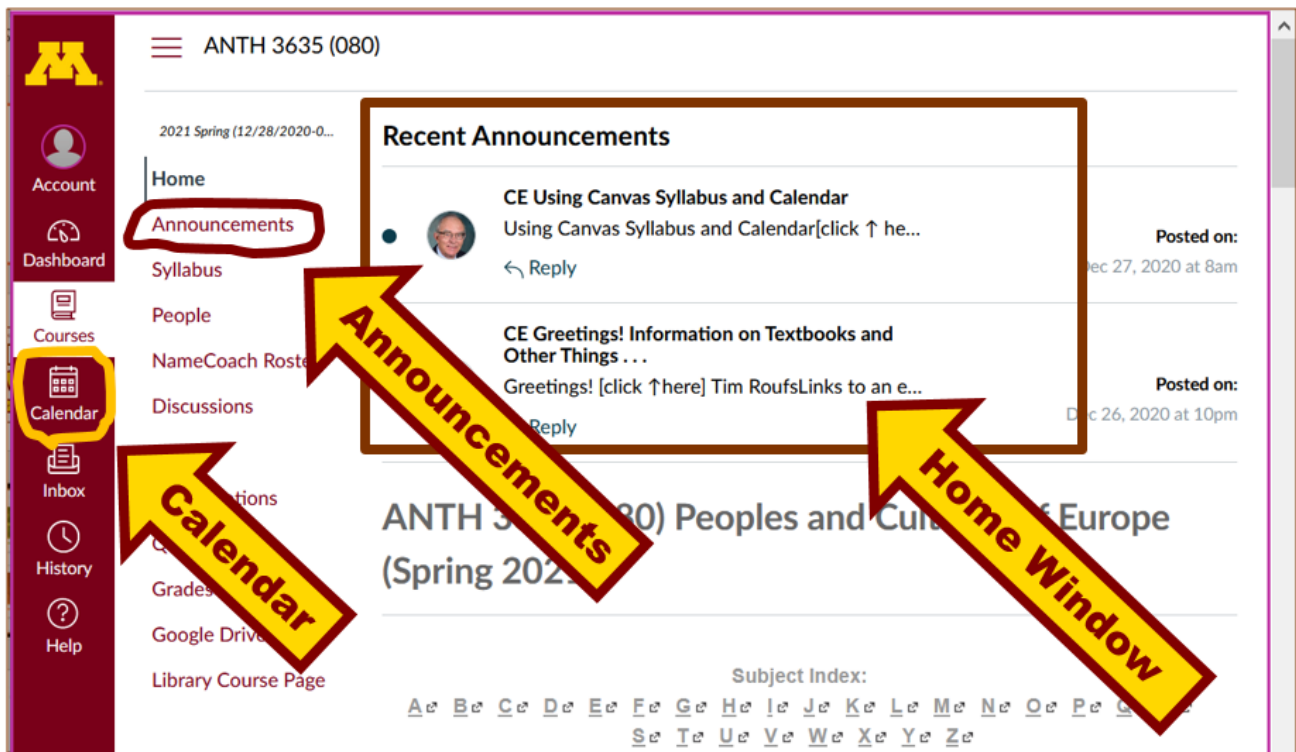 M
ANTH 3635 (080)
Account
Dashboard
Courses
Calendar
Inbox
History
Help
2021 Spring (12/28/2020-0...
Home
Announcements
Syllabus
People
NameCoach
Discussions
Grades
Google
Library Course Page
Recent Announcements
CE Using Canvas Syllabus and Calendar
Using Canvas Syllabus and Calendar[click ↑ he...
Reply
Posted on:
Dec 27, 2020 at 8am
CE Greetings! Information on Textbooks and
Other Things . . .
Greetings! [click ↑here] Tim RoufsLinks to an e...
Reply
Posted on:
Dec 26, 2020 at 10pm
Calendar
Announcements
Home Window
ANTH Peoples and Europe
(Spring
Subject Index:
A B C D E F G H I J K L M N O P Q
S T U V W X Y Z